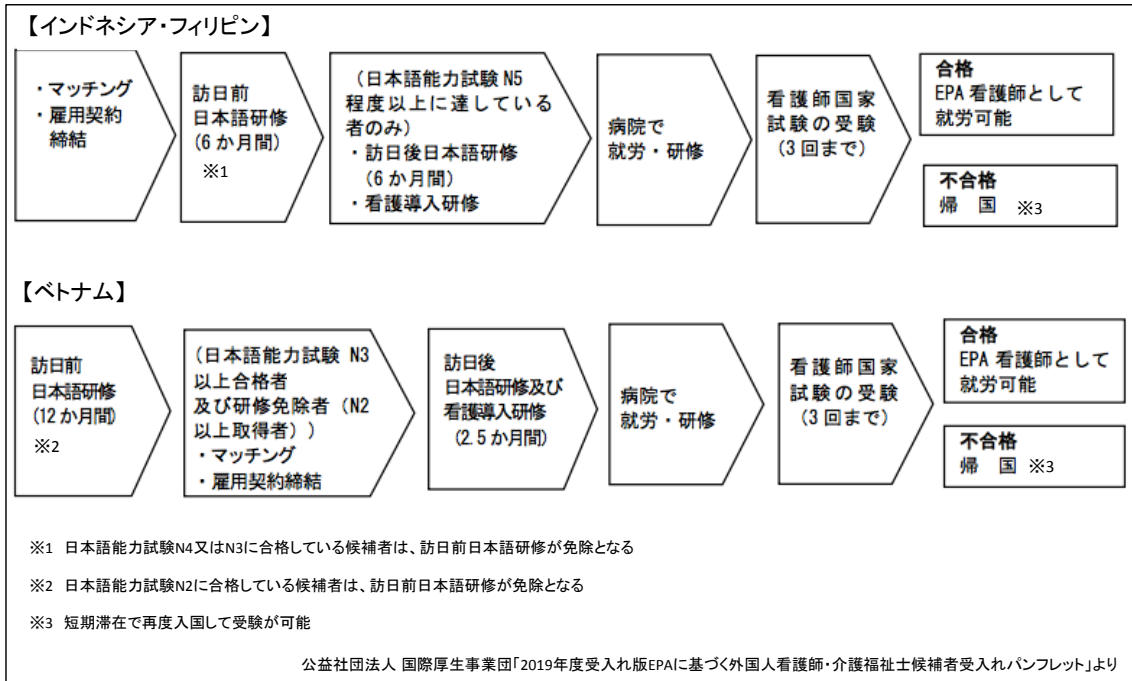 【インドネシア・フィリピン】
・マッチング
・雇用契約
締結
訪日前
日本語研修
(6か月間)
※1
（日本語能力試験 N5
程度以上に達している
者のみ）
・訪日後日本語研修
(6か月間)
・看護導入研修
病院で
就労・研修
看護師国家
試験の受験
(3回まで)
合格
EPA 看護師として
就労可能
不合格
帰　国　※3
【ベトナム】
訪日前
日本語研修
(12か月間)
※2
（日本語能力試験 N3
以上合格者
及び研修免除者（N2
以上取得者））
・マッチング
・雇用契約締結
訪日後
日本語研修及び
看護導入研修
(2.5か月間)
病院で
就労・研修
看護師国家
試験の受験
(3回まで)
合格
EPA 看護師として
就労可能
不合格
帰　国　※3
※1 日本語能力試験N4又はN3に合格している候補者は、訪日前日本語研修が免除となる
※2 日本語能力試験N2に合格している候補者は、訪日前日本語研修が免除となる
※3 短期滞在で再度入国して受験が可能
公益社団法人 国際厚生事業団「2019年度受入れ版EPAに基づく外国人看護師・介護福祉士候補者受入れパンフレット」より